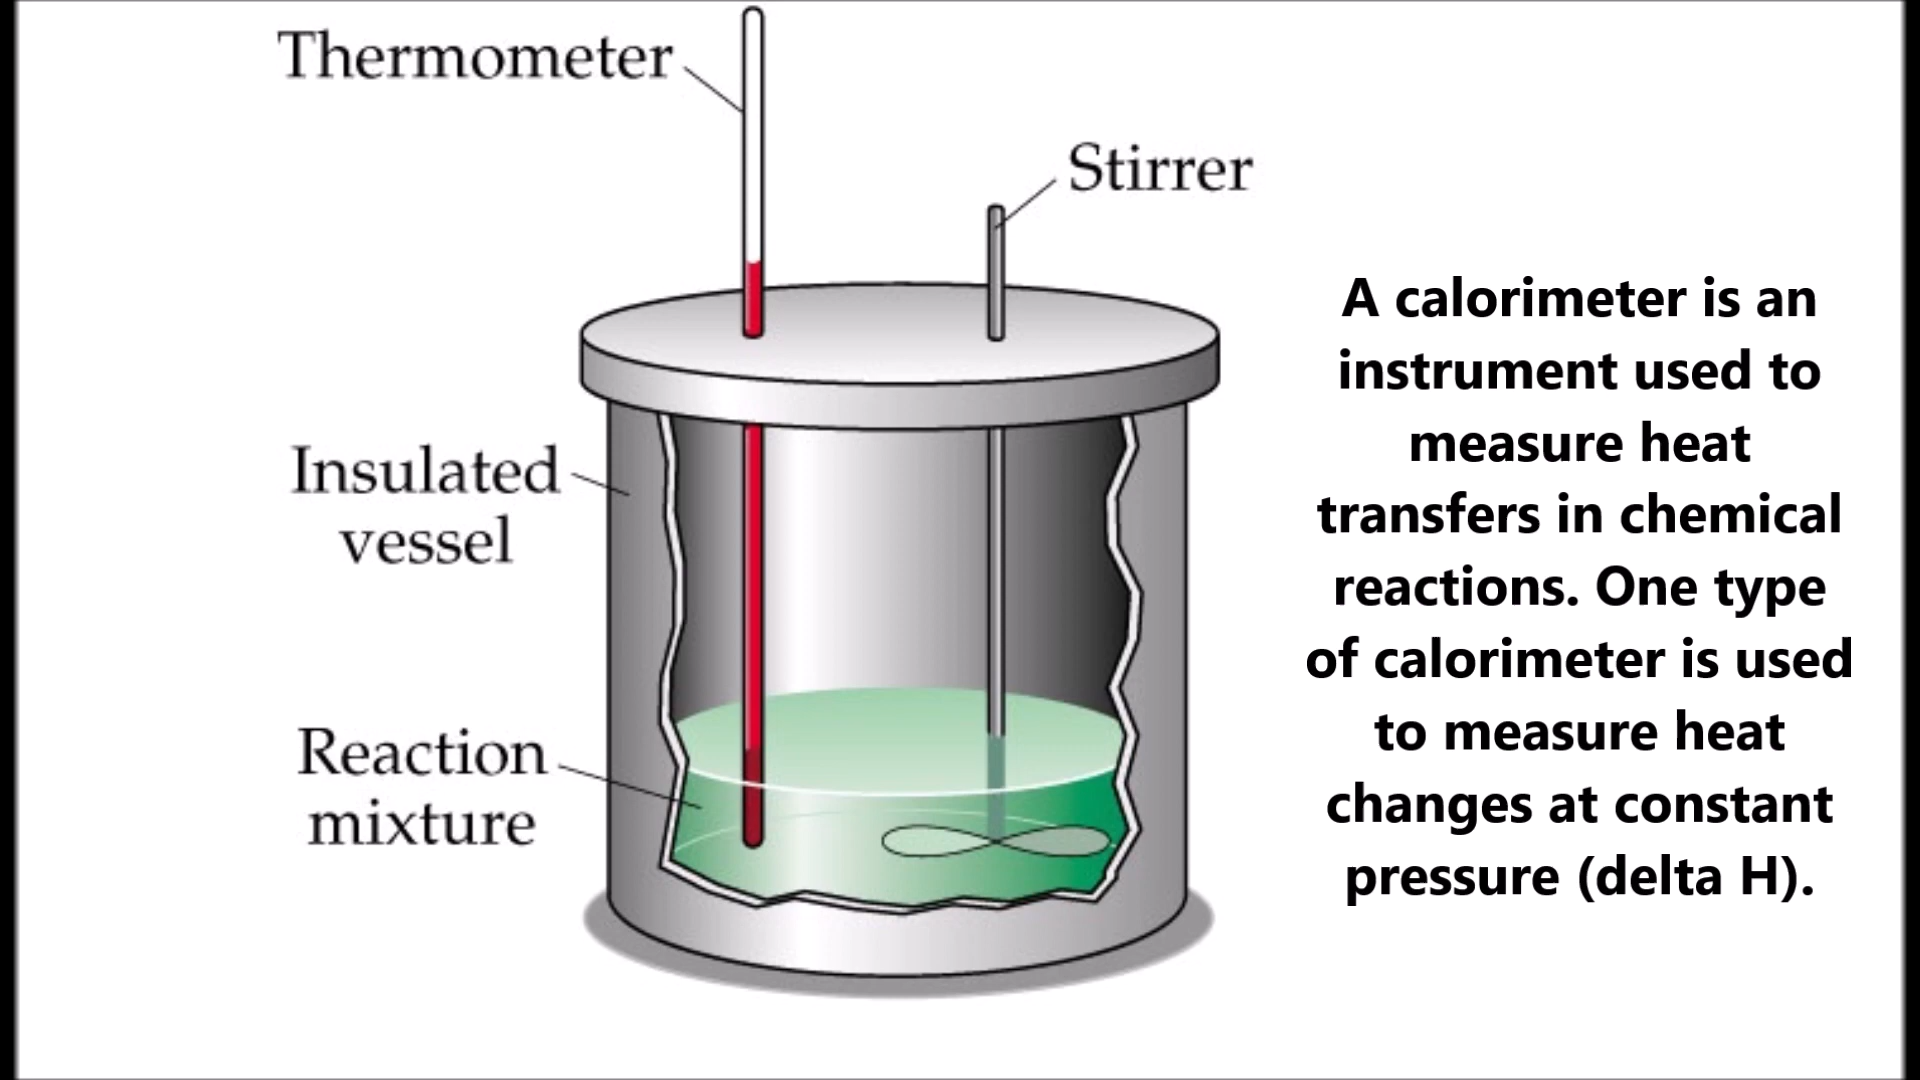 Thermometer
Stirrer
Insulated
vessel
Reaction
mixture
A calorimeter is an
instrument used to
measure heat
transfers in chemical
reactions. One type
of calorimeter is used
to measure heat
changes at constant
pressure (delta H).